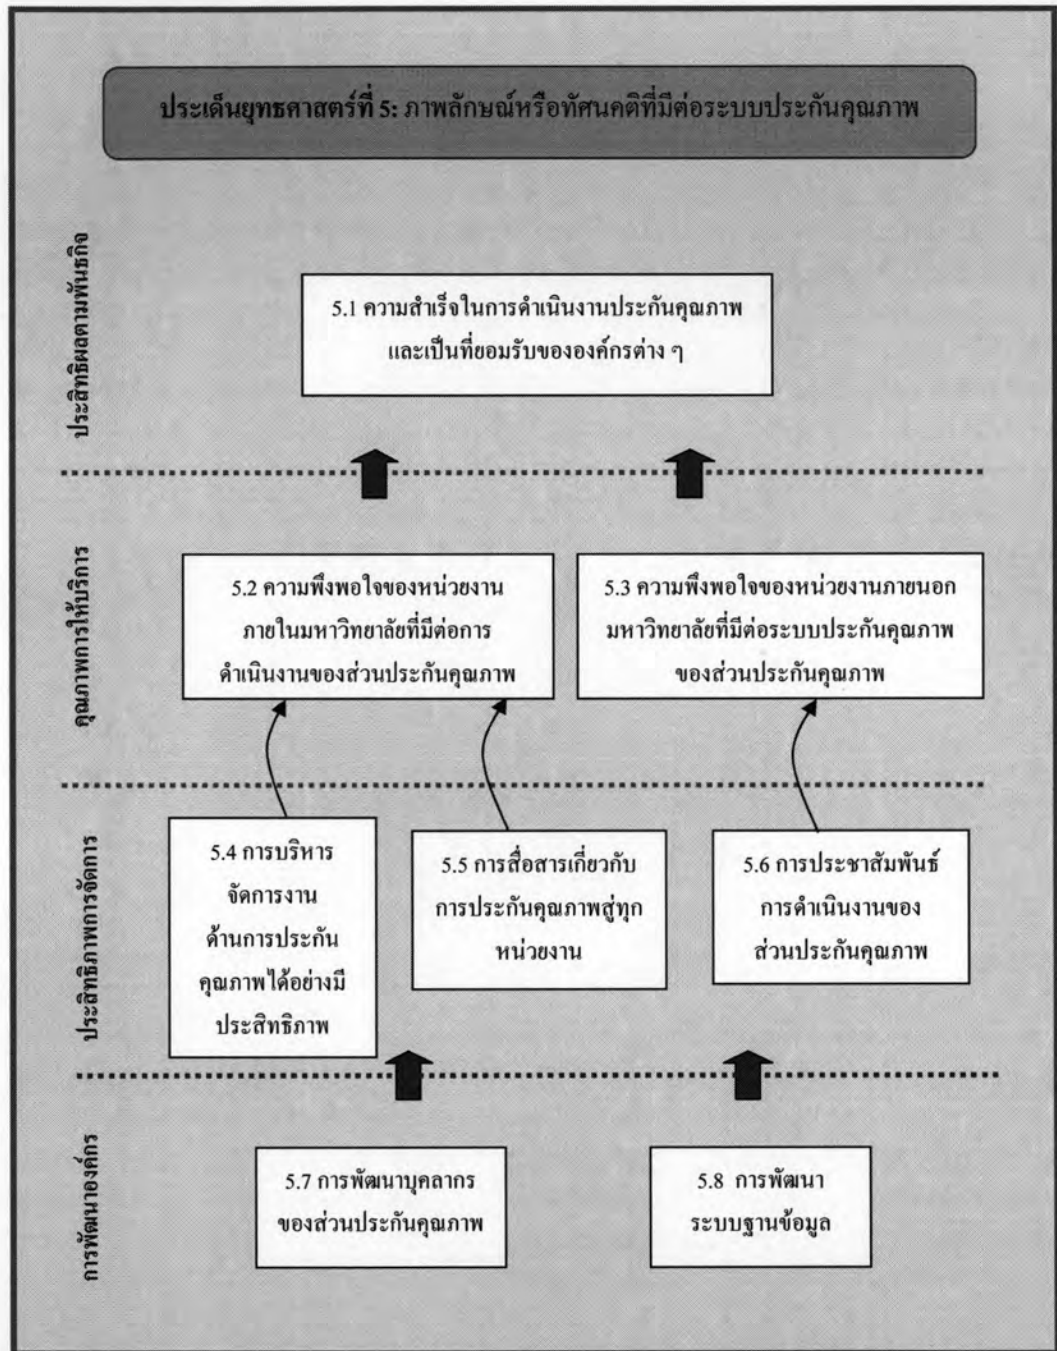 ประเด็นยุทธศาสตร์ที่ 5: ภาพลักษณ์หรือทัศนคติที่มีต่อระบบประกันคุณภาพ
ประสิทธิผลตามพันธกิจ
5.1 ความสำเร็จในการดำเนินงานประกันคุณภาพ
และเป็นที่ยอมรับขององค์กรต่าง ๆ
คุณภาพการให้บริการ
5.2 ความพึงพอใจของหน่วยงาน
ภายในมหาวิทยาลัยที่มีต่อการ
ดำเนินงานของส่วนประกันคุณภาพ
5.3 ความพึงพอใจของหน่วยงานภายนอก
มหาวิทยาลัยที่มีต่อระบบประกันคุณภาพ
ของส่วนประกันคุณภาพ
ประสิทธิภาพการจัดการ
5.4 การบริหาร
จัดการงาน
ด้านการประกัน
คุณภาพได้อย่างมี
ประสิทธิภาพ
5.5 การสื่อสารเกี่ยวกับ
การประกันคุณภาพสู่ทุก
หน่วยงาน
5.6 การประชาสัมพันธ์
การดำเนินงานของ
ส่วนประกันคุณภาพ
การพัฒนาองค์กร
5.7 การพัฒนาบุคลากร
ของส่วนประกันคุณภาพ
5.8 การพัฒนา
ระบบฐานข้อมูล